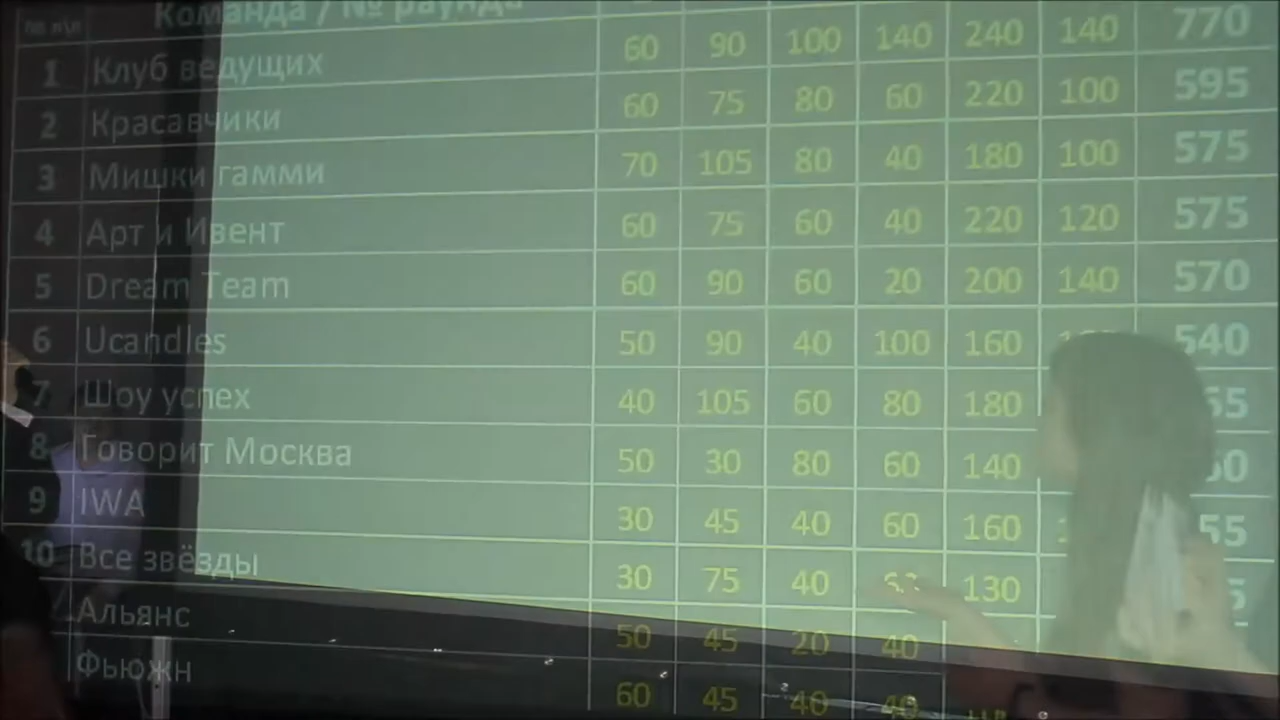 Команда / № раунда
1 Клуб ведущих 60 90 100 140 240 140 770
2 Красавчики 60 75 80 60 220 100 595
3 Мишки гамми 70 105 80 40 180 100 575
4 Арт и Ивент 60 75 60 40 220 120 575
5 Dream Team 60 90 60 20 200 140 570
6 Ucandles 50 90 40 100 160 540
7 Шоу успех 40 105 60 80 180
8 Говорит Москва 50 30 80 60 140
9 IWA 30 45 40 60 160
10 Все звёзды 30 75 40 130
Альянс 50 45 20 40
Фьюжн 60 45 40 40